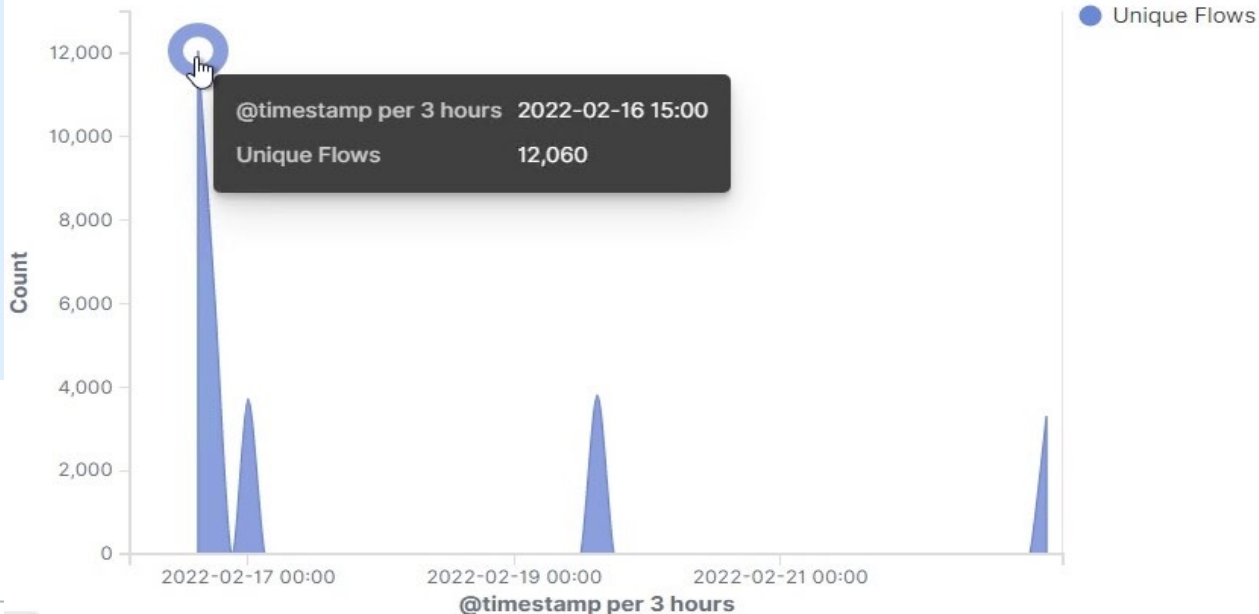 Unique Flows
12,000
10,000
8,000
6,000
4,000
2,000
0
Count
@timestamp per 3 hours 2022-02-16 15:00
Unique Flows 12,060
2022-02-17 00:00
2022-02-19 00:00
2022-02-21 00:00
@timestamp per 3 hours